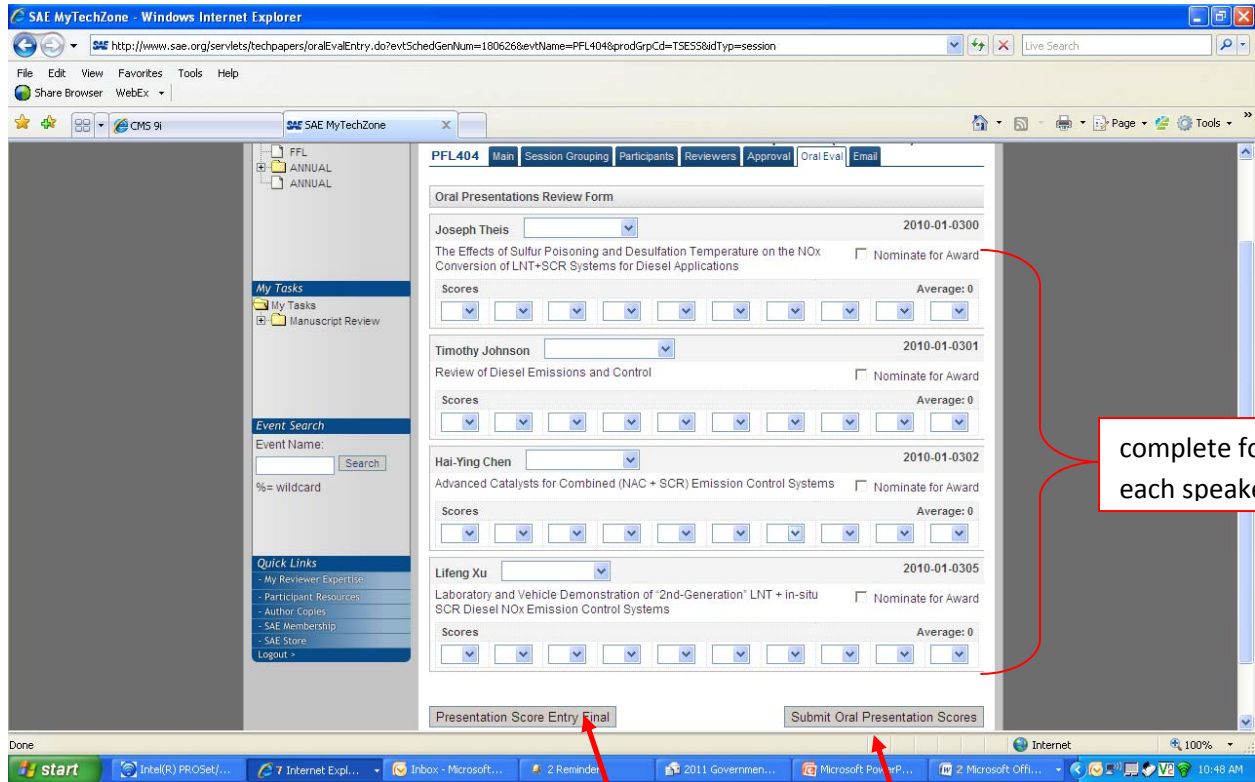 SAE MyTechZone - Windows Internet Explorer
http://www.sae.org/servlets/techpapers/oralEvalEntry.do?evtSchedGenNum=180626&evtName=PFL404&prodGrpCd=TSESS&idTyp=session
Live Search
File Edit View Favorites Tools Help
Share Browser WebEx
CMS 9i
SAE SAE MyTechZone
Page Tools
FFL
ANNUAL
ANNUAL
PFL404 Main Session Grouping Participants Reviewers Approval Oral Eval Email
Oral Presentations Review Form
Joseph Theis 2010-01-0300
The Effects of Sulfur Poisoning and Desulfation Temperature on the NOx
Conversion of LNT+SCR Systems for Diesel Applications
Nominate for Award
Scores Average: 0
My Tasks
My Tasks
Manuscript Review
Timothy Johnson 2010-01-0301
Review of Diesel Emissions and Control
Nominate for Award
Scores Average: 0
Event Search
Event Name:
Search
%= wildcard
Hai-Ying Chen 2010-01-0302
Advanced Catalysts for Combined (NAC + SCR) Emission Control Systems
Nominate for Award
Scores Average: 0
complete fo
each speake
Quick Links
- My Reviewer Expertise
- Participant Resources
- Author Copies
- SAE Membership
- SAE Store
Logout >
Lifeng Xu 2010-01-0305
Laboratory and Vehicle Demonstration of "2nd-Generation" LNT + in-situ
SCR Diesel NOx Emission Control Systems
Nominate for Award
Scores Average: 0
Presentation Score Entry Final
Submit Oral Presentation Scores
Done Internet 100%
start Intel(R) PROSet/... 7 Internet Expl... Inbox - Microsoft... 2 Reminder 2011 Governmen... Microsoft PowerP... 2 Microsoft Offi... V2 10:48 AM